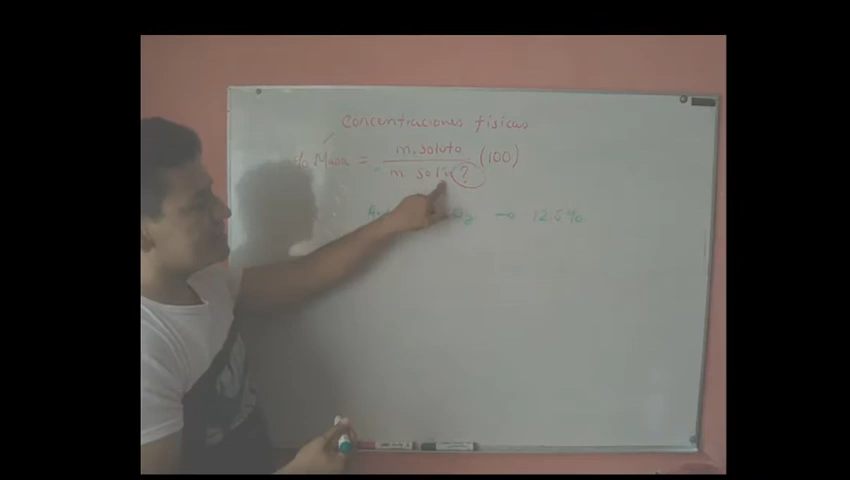 Concentraciones físicas
% Masa = m. soluto (100)
m soln ?
→ 12.5%